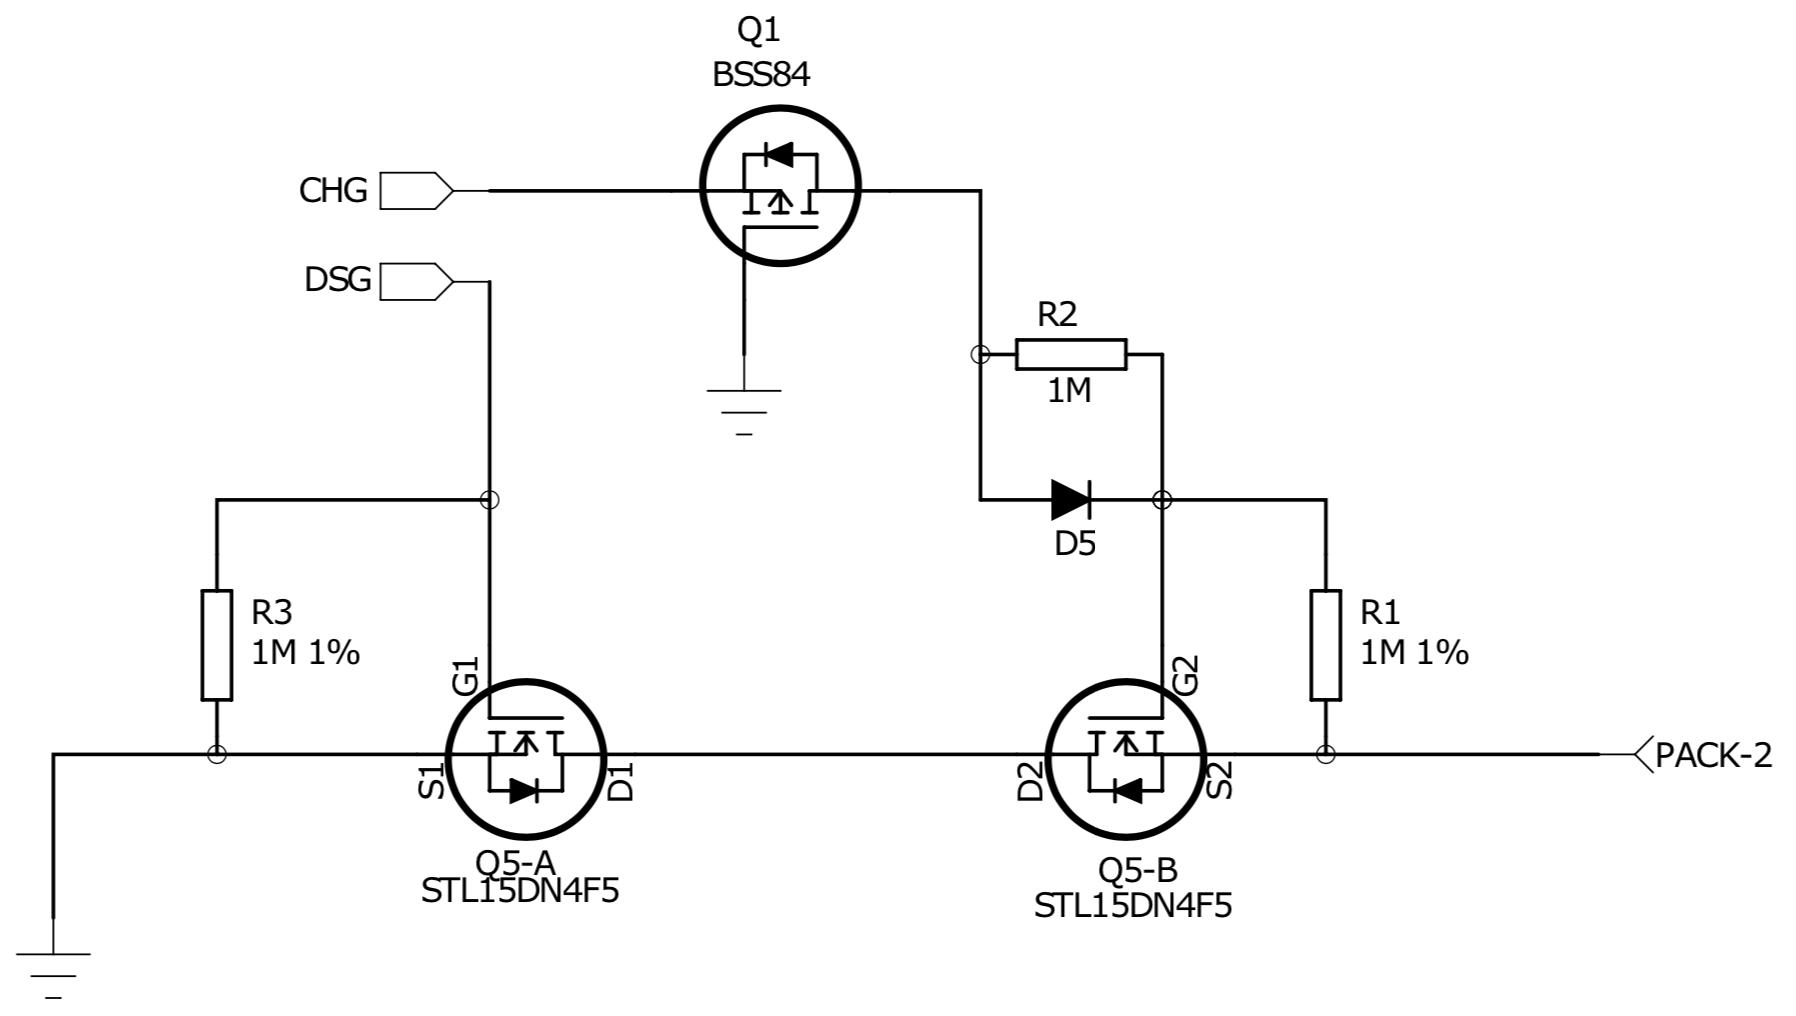 Q1
BSS84
CHG
DSG
R2
1M
D5
R3
1M 1%
R1
1M 1%
G1
G2
S1
D1
D2
S2
PACK-2
Q5-A
STL15DN4F5
Q5-B
STL15DN4F5